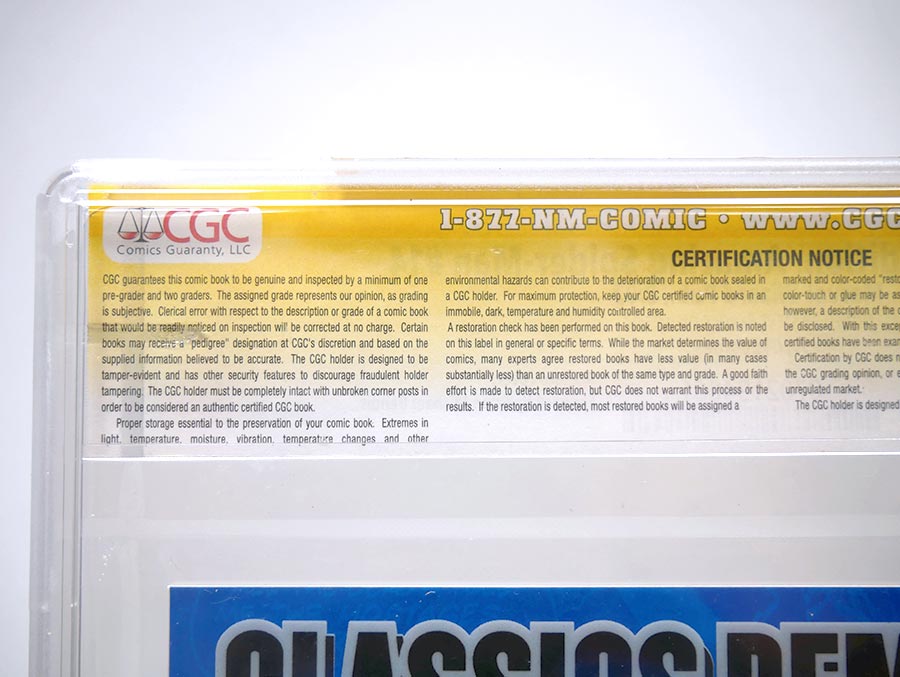 CGC
Comics Guaranty, LLC
1-877-NM-COMIC • WWW.CGC
CERTIFICATION NOTICE
CGC guarantees this comic book to be genuine and inspected by a minimum of one
pre-grader and two graders. The assigned grade represents our opinion, as grading
is subjective. Clerical error with respect to the description or grade of a comic book
that would be readily noticed on inspection will be corrected at no charge. Certain
books may receive a "pedigree" designation at CGC's discretion and based on the
supplied information believed to be accurate. The CGC holder is designed to be
tamper-evident and has other security features to discourage fraudulent holder
tampering. The CGC holder must be completely intact with unbroken corner posts in
order to be considered an authentic certified CGC book.
Proper storage essential to the preservation of your comic book. Extremes in
light, temperature, moisture, vibration, temperature changes and other
environmental hazards can contribute to the deterioration of a comic book sealed in
a CGC holder. For maximum protection, keep your CGC certified comic books in an
immobile, dark, temperature and humidity controlled area.
A restoration check has been performed on this book. Detected restoration is noted
on this label in general or specific terms. While the market determines the value of
comics, many experts agree restored books have less value (in many cases
substantially less) than an unrestored book of the same type and grade. A good faith
effort is made to detect restoration, but CGC does not warrant this process or the
results. If the restoration is detected, most restored books will be assigned a
marked and color-coded "resto
color-touch or glue may be as
however, a description of the
be disclosed. With this excep
certified books have been exam
Certification by CGC does n
the CGC grading opinion, or
unregulated market.
The CGC holder is designed
CLASSICS REM